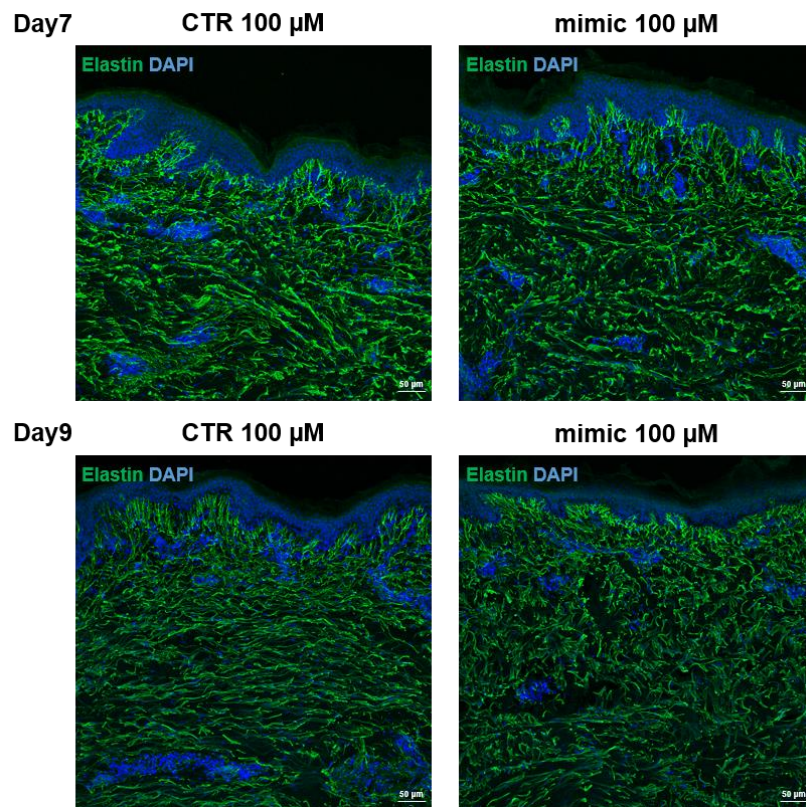 Day7 CTR 100 µM mimic 100 µM
Elastin DAPI Elastin DAPI
50 µm 50 µm
Day9 CTR 100 µM mimic 100 µM
Elastin DAPI Elastin DAPI
50 µm 50 µm